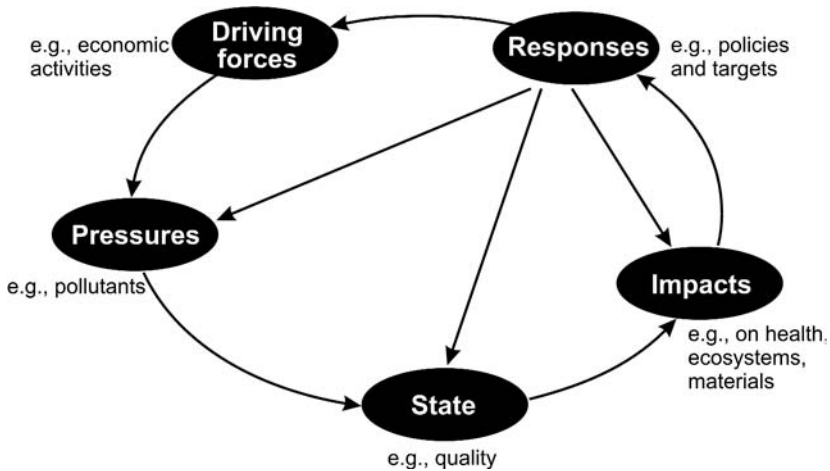 Driving
forces
e.g., economic
activities
Responses
e.g., policies
and targets
Pressures
e.g., pollutants
Impacts
e.g., on health,
ecosystems,
materials
State
e.g., quality